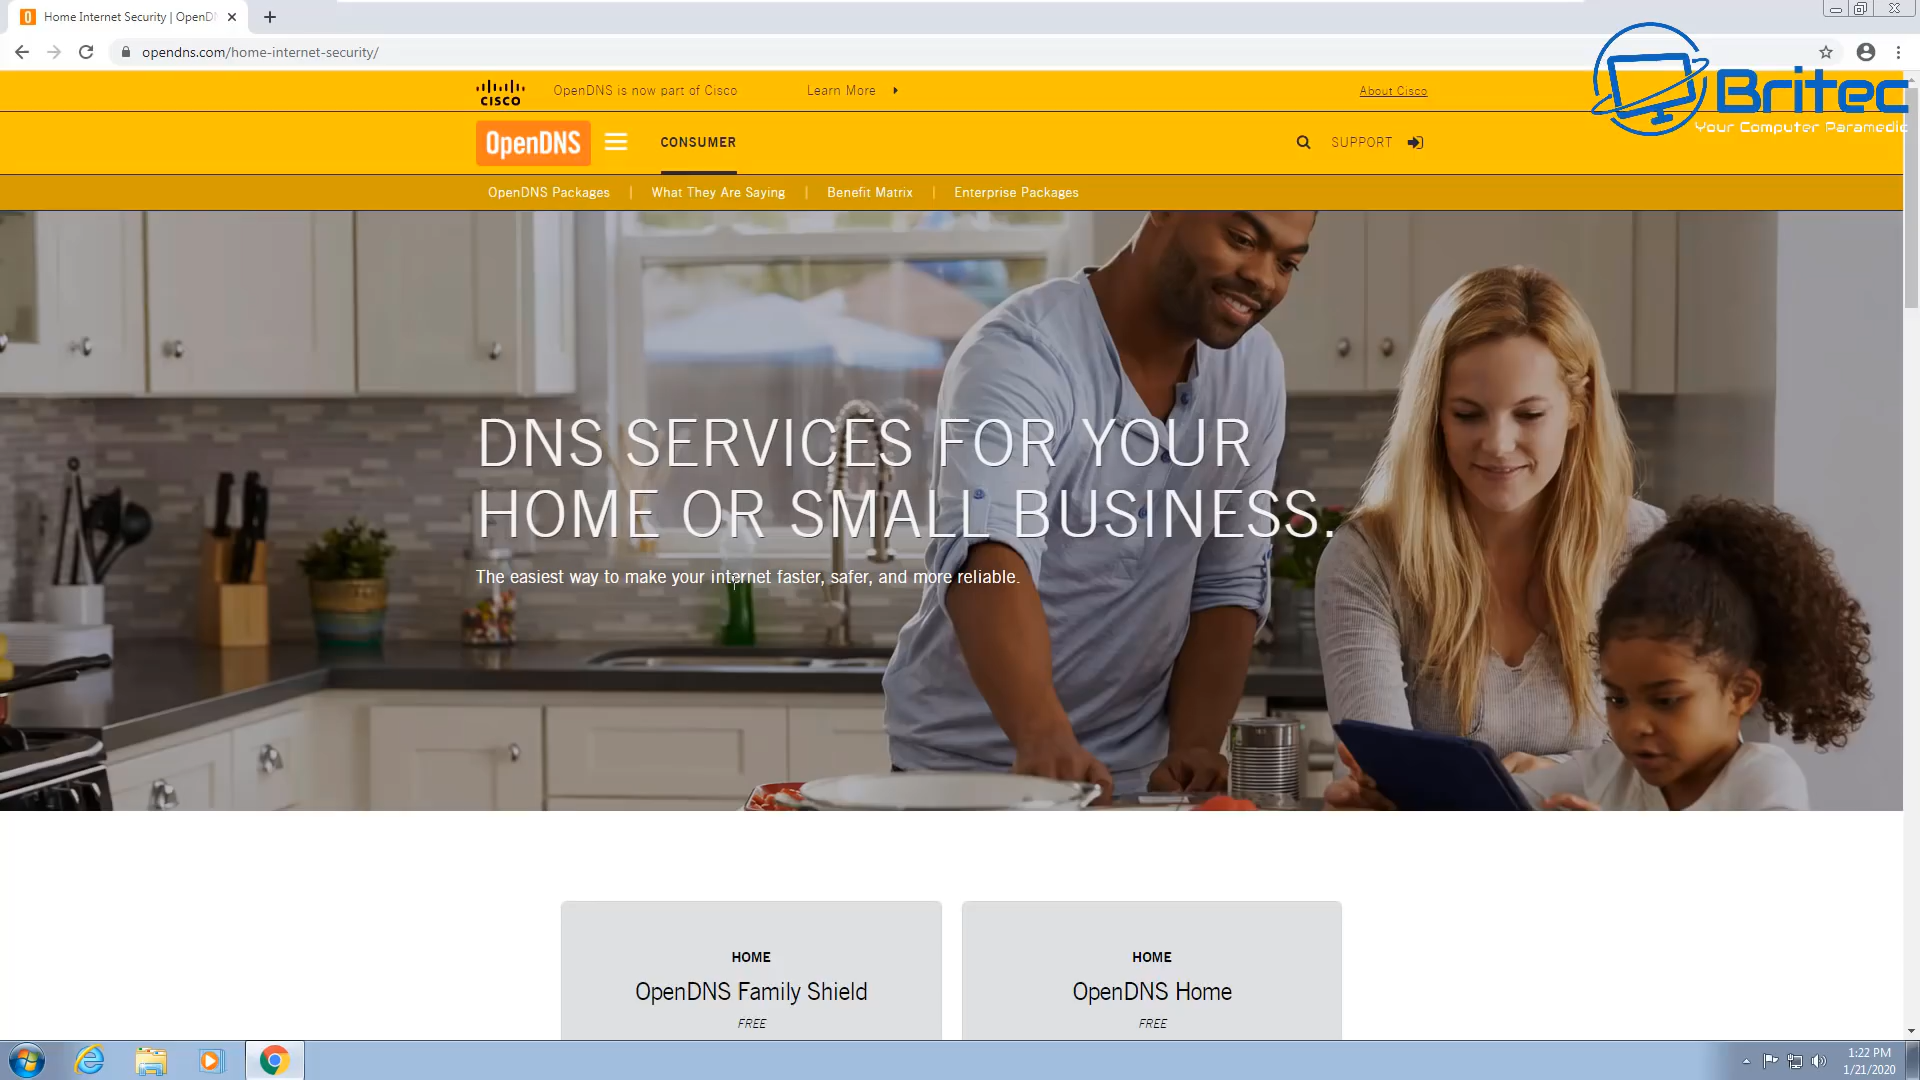 Home Internet Security | OpenD
opendns.com/home-internet-security/
CISCO
OpenDNS is now part of Cisco
Learn More
About Cisco
Britec
Your Computer Paramedic
OpenDNS
CONSUMER
SUPPORT
OpenDNS Packages | What They Are Saying | Benefit Matrix | Enterprise Packages
DNS SERVICES FOR YOUR
HOME OR SMALL BUSINESS.
The easiest way to make your internet faster, safer, and more reliable.
HOME
OpenDNS Family Shield
FREE
HOME
OpenDNS Home
FREE
1:22 PM
1/21/2020